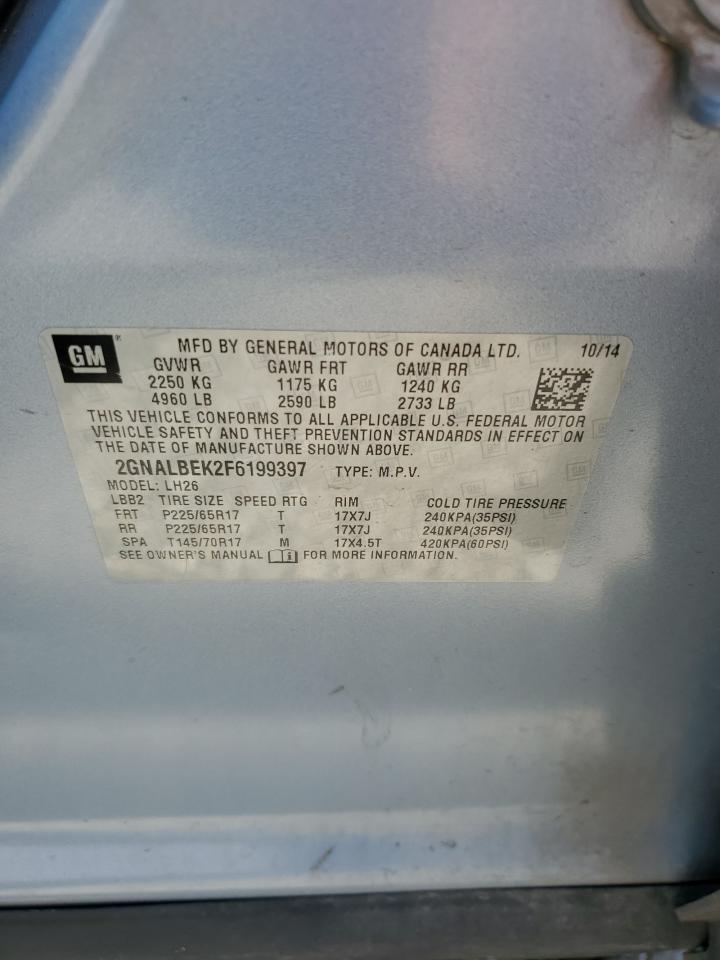 GM MFD BY GENERAL MOTORS OF CANADA LTD. 10/14
GVWR GAWR FRT GAWR RR
2250 KG 1175 KG 1240 KG
4960 LB 2590 LB 2733 LB
THIS VEHICLE CONFORMS TO ALL APPLICABLE U.S. FEDERAL MOTOR
VEHICLE SAFETY AND THEFT PREVENTION STANDARDS IN EFFECT ON
THE DATE OF MANUFACTURE SHOWN ABOVE.
2GNALBEK2F6199397 TYPE: M.P.V.
MODEL: LH26
LBB2 TIRE SIZE SPEED RTG RIM COLD TIRE PRESSURE
FRT P225/65R17 T 17X7J 240KPA(35PSI)
RR P225/65R17 T 17X7J 240KPA(35PSI)
SPA T145/70R17 M 17X4.5T 420KPA(60PSI)
SEE OWNER'S MANUAL FOR MORE INFORMATION.